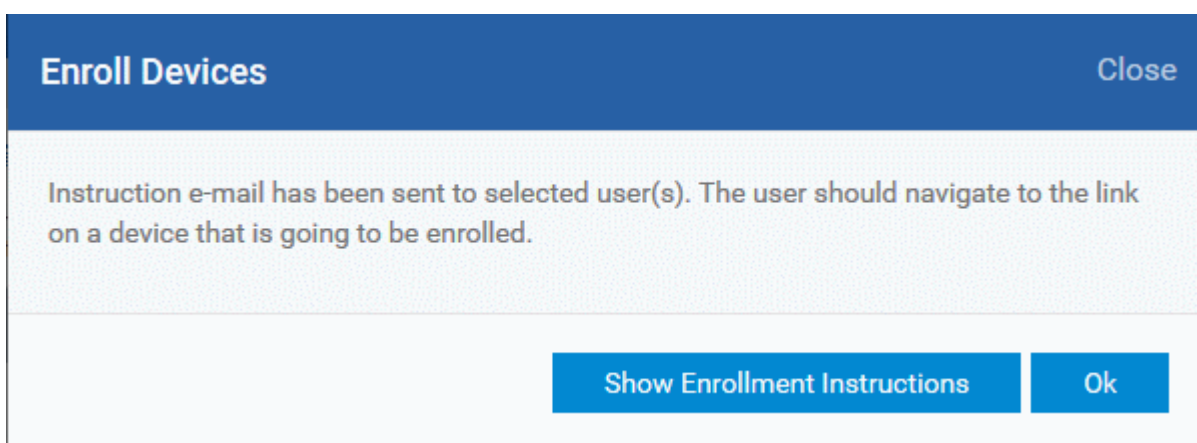 Enroll Devices
Close
Instruction e-mail has been sent to selected user(s). The user should navigate to the link
on a device that is going to be enrolled.
Show Enrollment Instructions
Ok